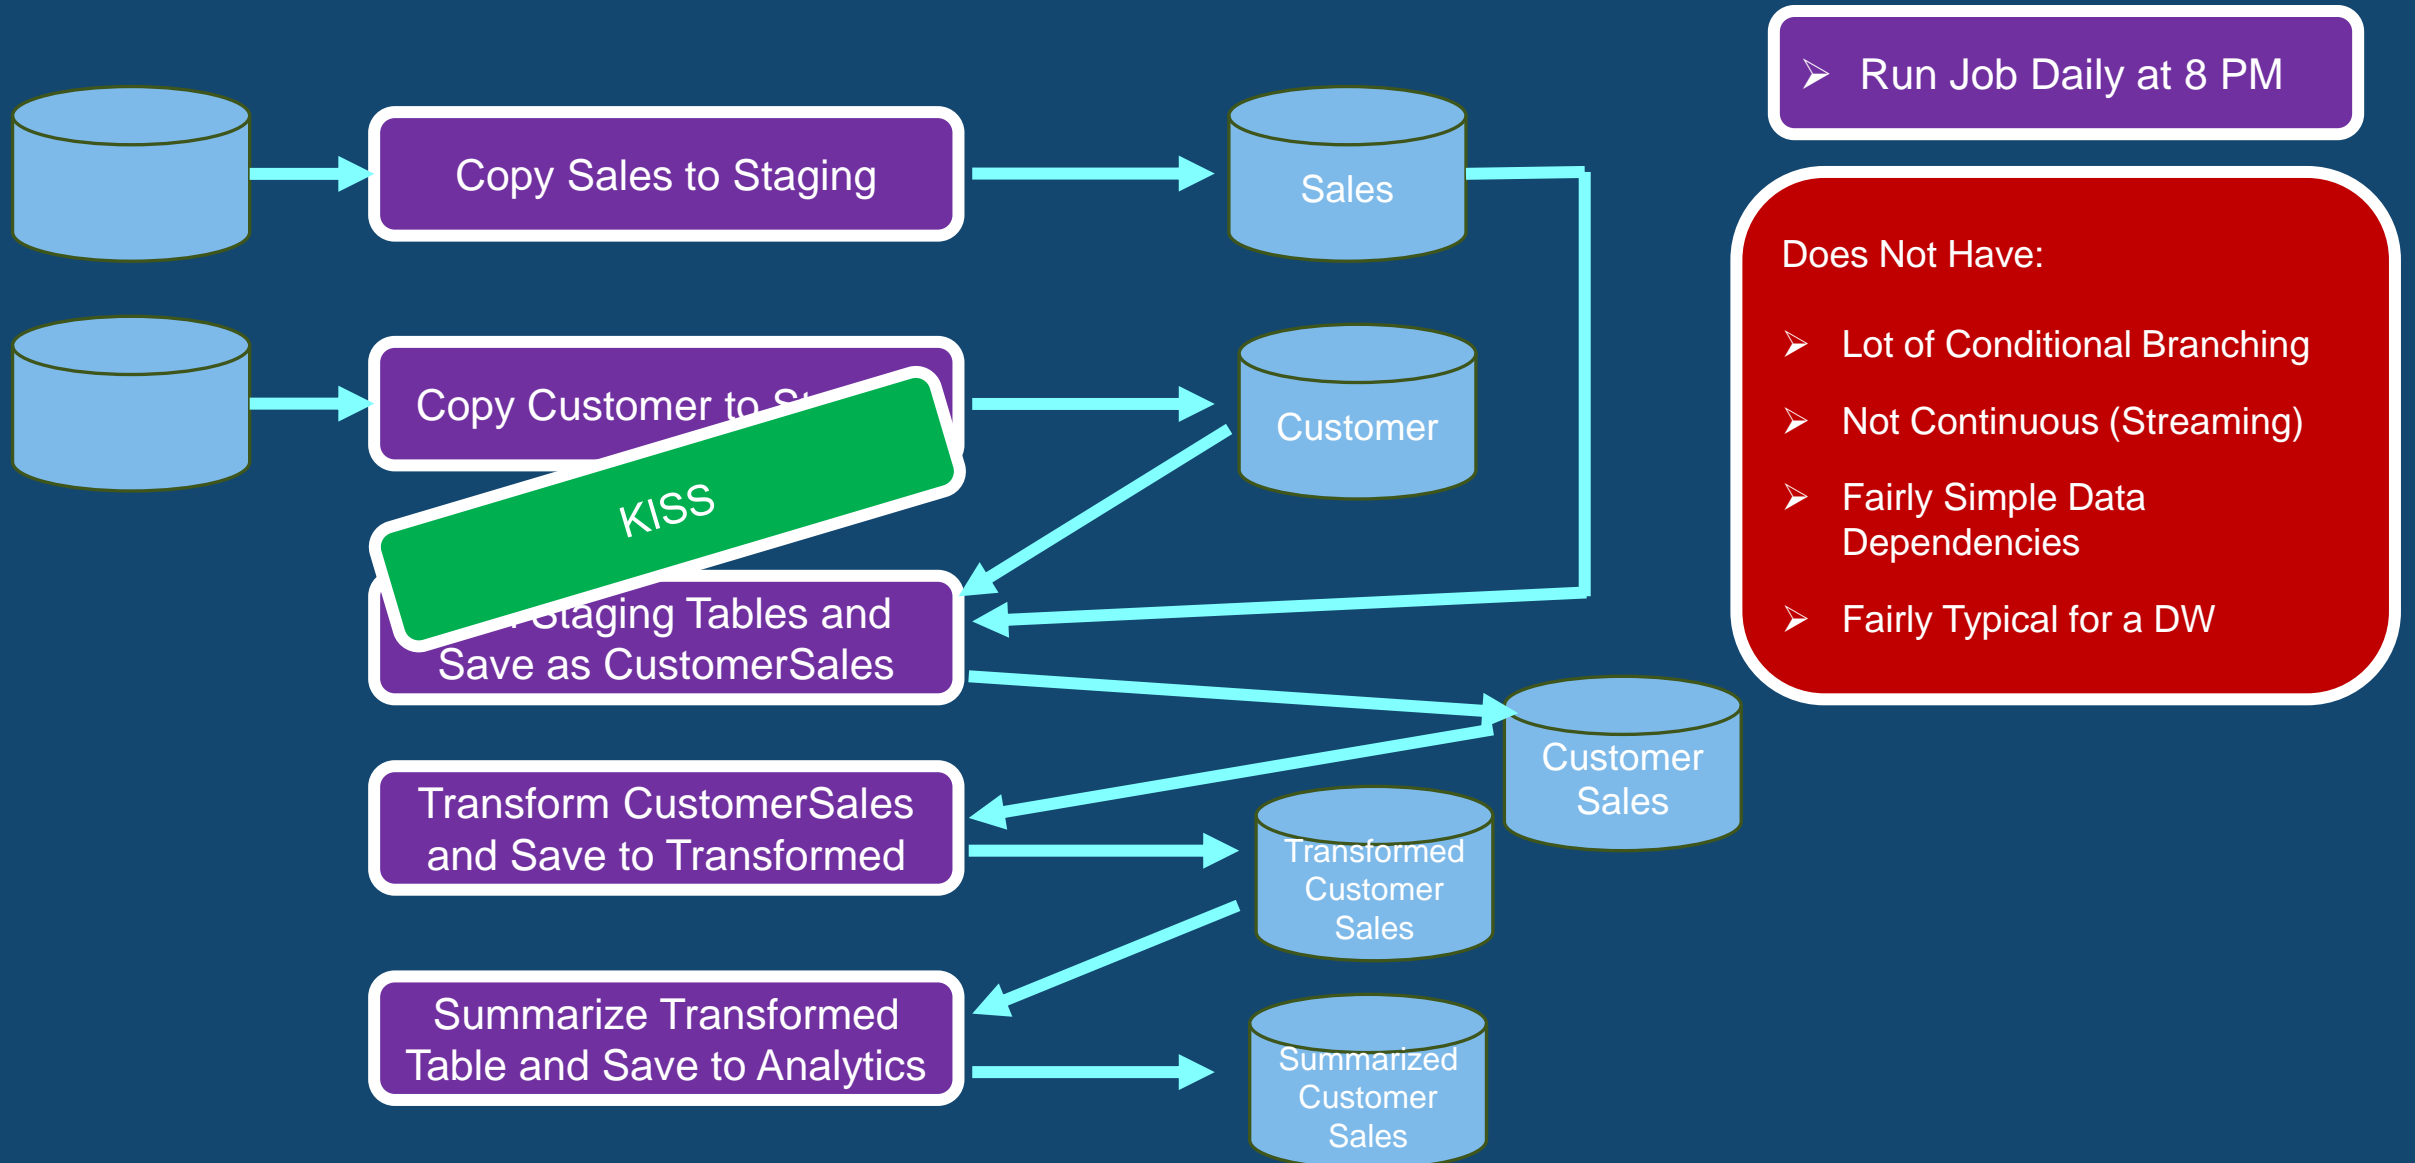 Run Job Daily at 8 PM
Copy Sales to Staging
Sales
Does Not Have:
Lot of Conditional Branching
Not Continuous (Streaming)
Fairly Simple Data
Dependencies
Fairly Typical for a DW
Copy Customer to
Customer
KISS
Staging Tables and
Save as CustomerSales
Customer
Sales
Transform CustomerSales
and Save to Transformed
Transformed
Customer
Sales
Summarize Transformed
Table and Save to Analytics
Summarized
Customer
Sales